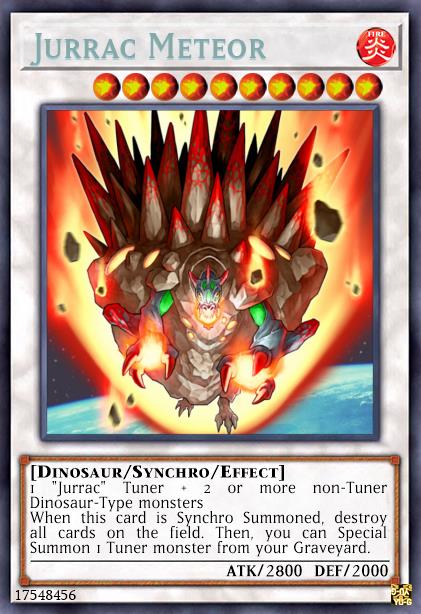 Jurrac Meteor
FIRE
炎
[Dinosaur/Synchro/Effect]
1 "Jurrac" Tuner + 2 or more non-Tuner
Dinosaur-Type monsters
When this card is Synchro Summoned, destroy
all cards on the field. Then, you can Special
Summon 1 Tuner monster from your Graveyard.
ATK/2800 DEF/2000
17548456